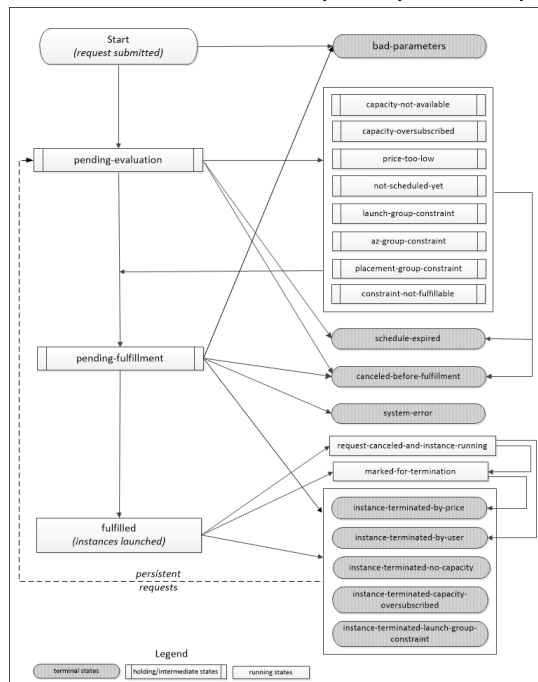 Start
(request submitted)
bad-parameters
capacity-not-available
capacity-oversubscribed
pending-evaluation
price-too-low
not-scheduled-yet
launch-group-constraint
az-group-constraint
placement-group-constraint
constraint-not-fulfillable
schedule-expired
pending-fulfillment
canceled-before-fulfillment
system-error
request-canceled-and-instance-running
marked-for-termination
instance-terminated-by-price
fulfilled
(instances launched)
instance-terminated-by-user
instance-terminated-no-capacity
persistent
requests
instance-terminated-capacity-
oversubscribed
instance-terminated-launch-group-
constraint
Legend
terminal states
holding/intermediate states
running states